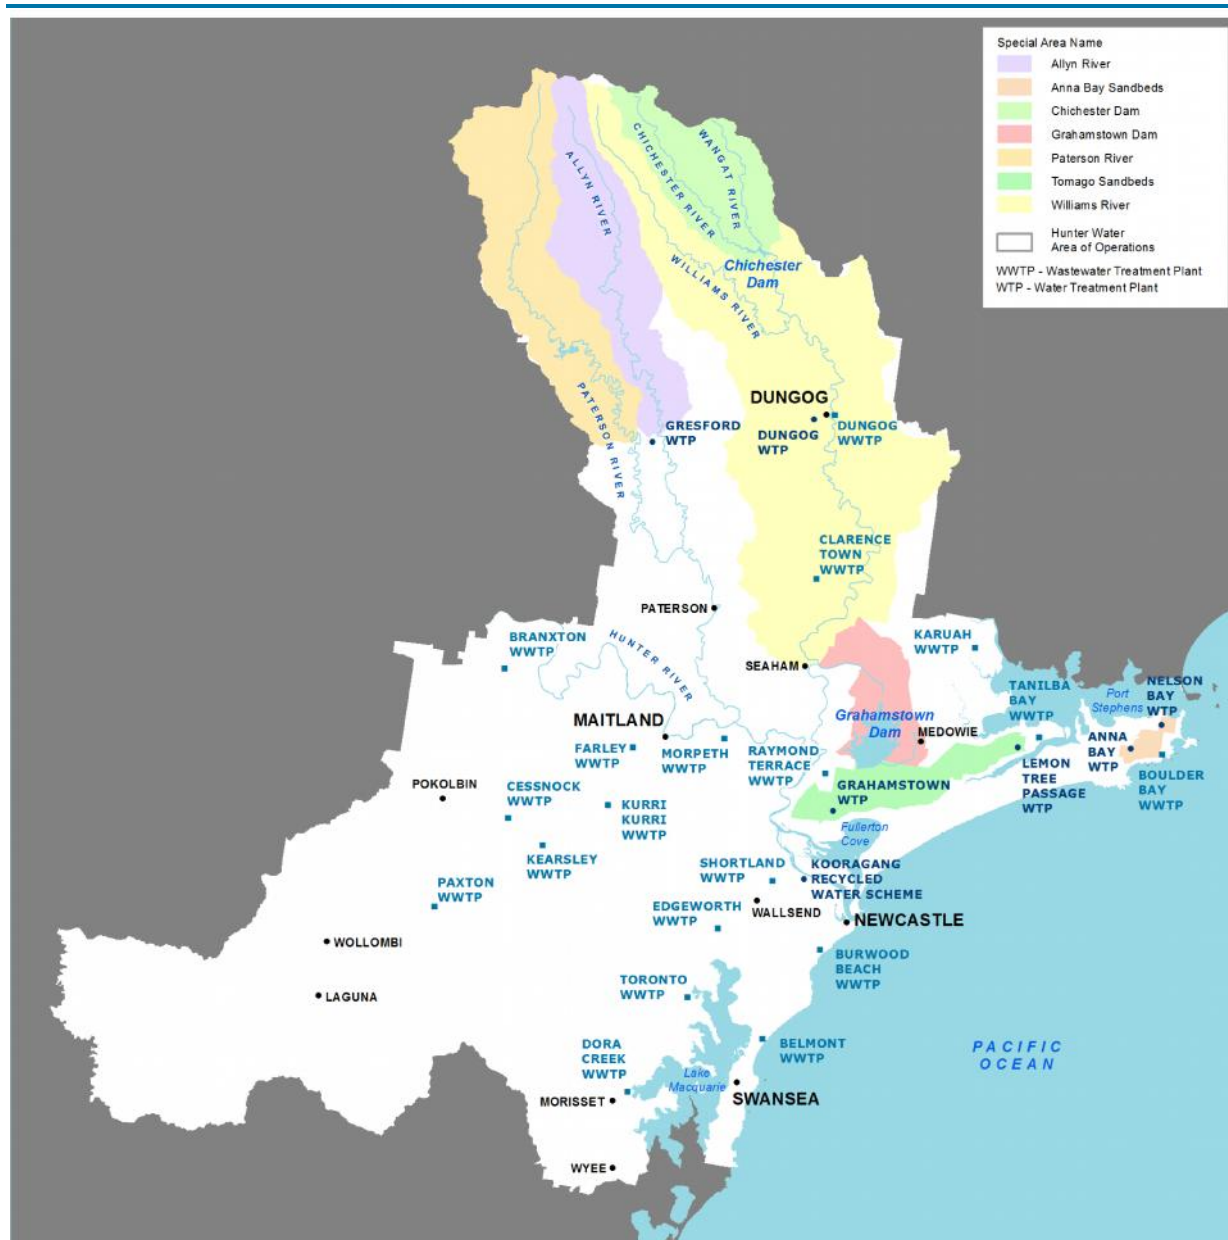 Special Area Name
Allyn River
Anna Bay Sandbeds
Chichester Dam
Grahamstown Dam
Paterson River
Tomago Sandbeds
Williams River
Hunter Water
Area of Operations
WWTP - Wastewater Treatment Plant
WTP - Water Treatment Plant
ALLYN RIVER
CHICHESTER RIVER
WANGAT RIVER
WILLIAMS RIVER
Chichester
Dam
PATERSON RIVER
DUNGOG
GRESFORD
WTP
DUNGOG
WTP
DUNGOG
WWTP
CLARENCE
TOWN
WWTP
PATERSON
HUNTER RIVER
BRANXTON
WWTP
SEAHAM
KARUAH
WWTP
TANILBA
BAY
WWTP
Port
Stephens
NELSON
BAY
WTP
MAITLAND
Grahamstown
Dam
MEDOWIE
FARLEY
WWTP
MORPETH
WWTP
RAYMOND
TERRACE
WWTP
ANNA
BAY
WTP
LEMON
TREE
PASSAGE
WTP
BOULDER
BAY
WWTP
POKOLBIN
CESSNOCK
WWTP
KURRI
KURRI
WWTP
GRAHAMSTOWN
WTP
Fullerton
Cove
KEARSLEY
WWTP
SHORTLAND
WWTP
KOORAGANG
RECYCLED
WATER SCHEME
PAXTON
WWTP
EDGEWORTH
WWTP
WALLSEND
NEWCASTLE
WOLLOMBI
BURWOOD
BEACH
WWTP
LAGUNA
TORONTO
WWTP
DORA
CREEK
WWTP
BELMONT
WWTP
PACIFIC
OCEAN
Lake
Macquarie
MORISSET
SWANSEA
WYEE